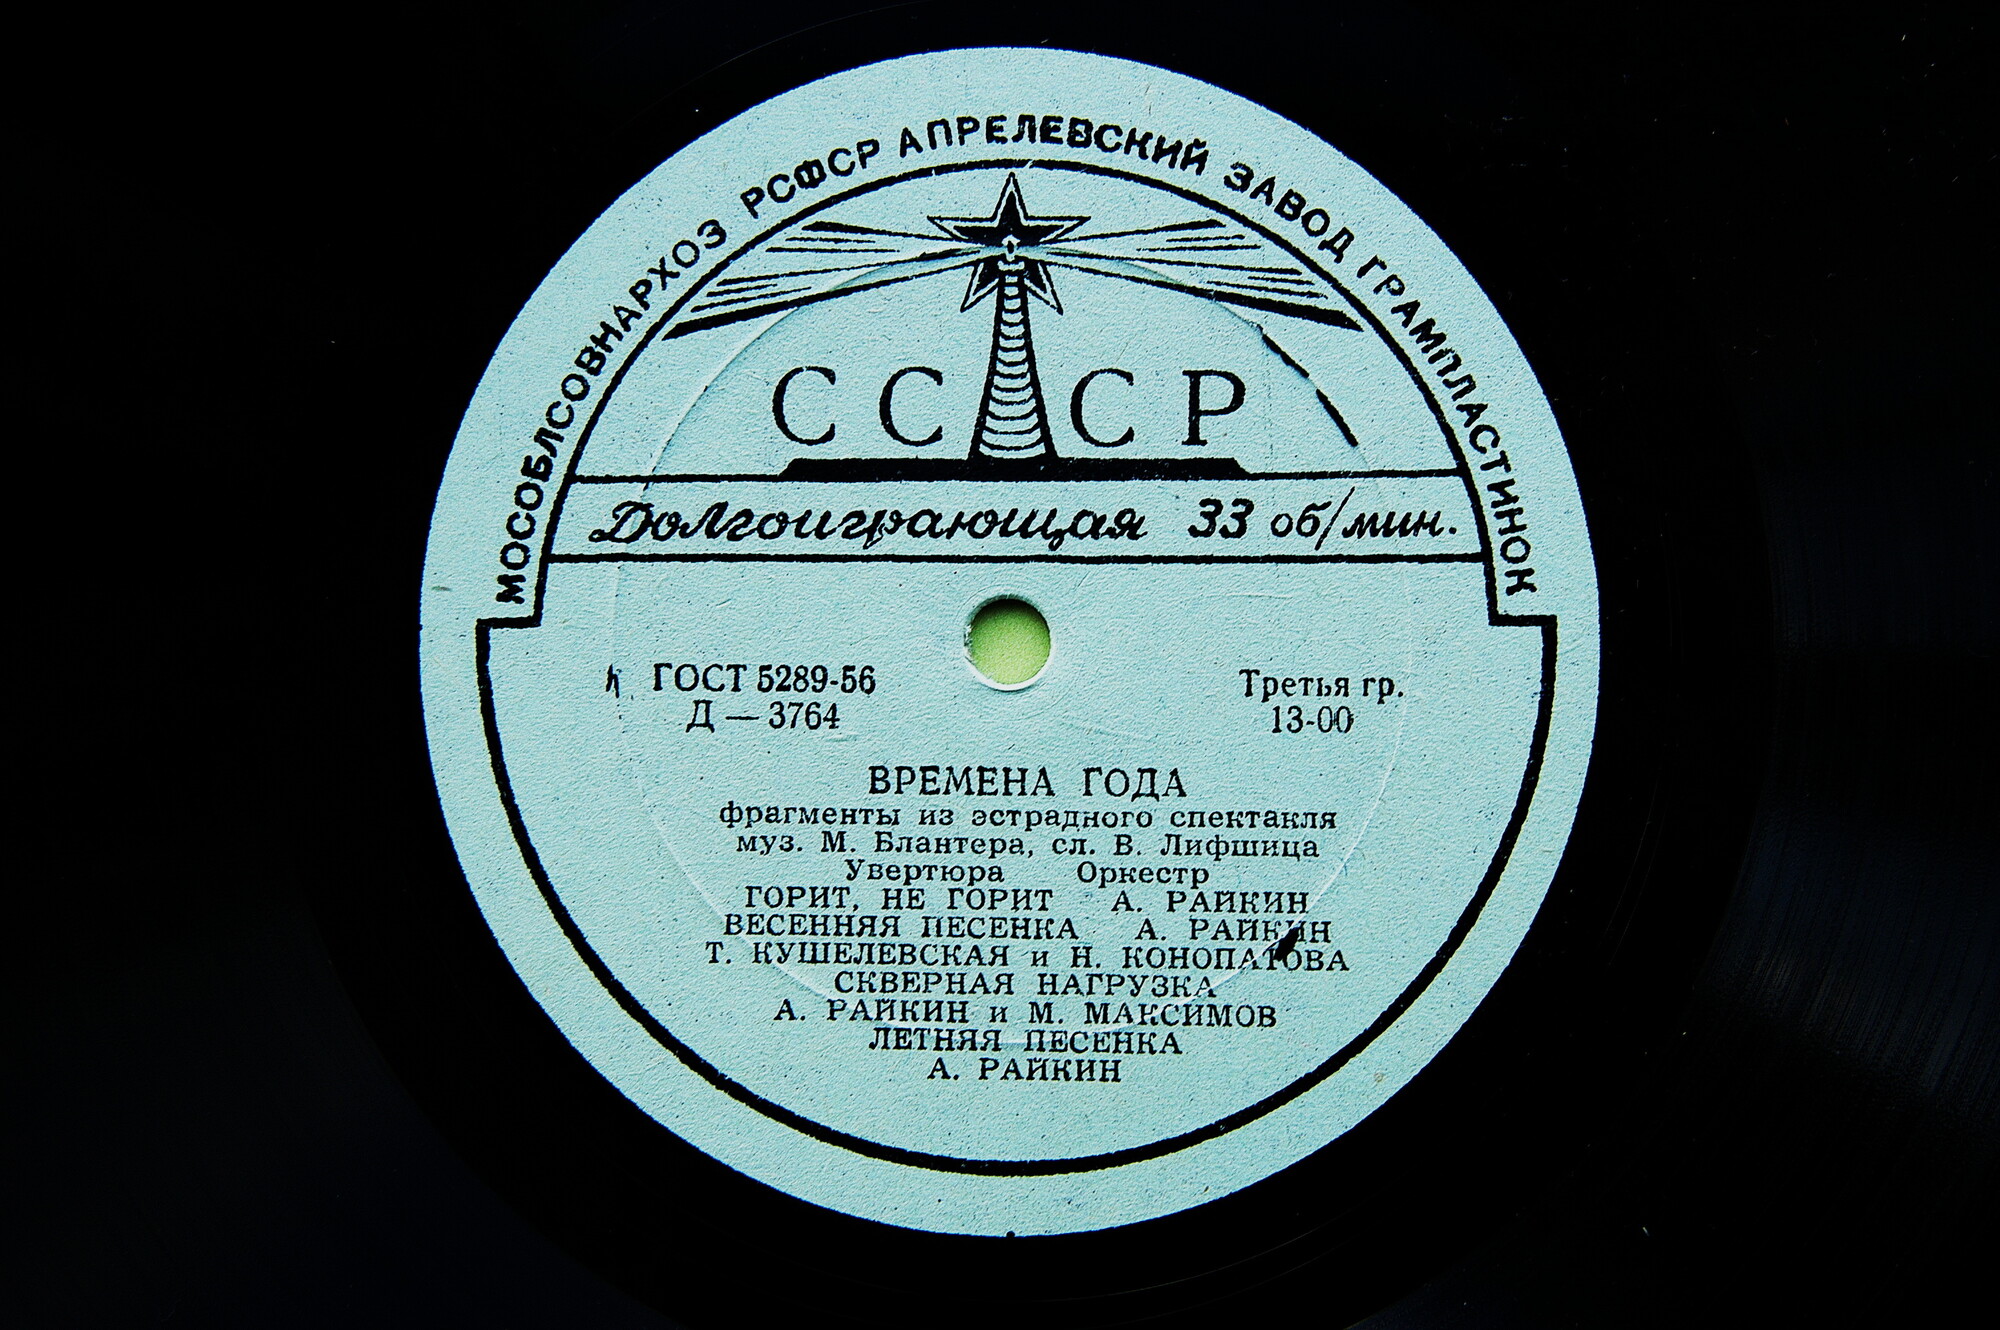 МОСОБЛСОВНАРХОЗ РСФСР АПРЕЛЕВСКИЙ ЗАВОД ГРАМПЛАСТИНОК
СССР
Долгоиграющая 33 об/мин.
к ГОСТ 5289-56
Д — 3764
Третья гр.
13-00
ВРЕМЕНА ГОДА
фрагменты из эстрадного спектакля
муз. М. Блантера, сл. В. Лифшица
Увертюра Оркестр
ГОРИТ, НЕ ГОРИТ А. РАЙКИН
ВЕСЕННЯЯ ПЕСЕНКА А. РАЙКИН
Т. КУШЕЛЕВСКАЯ и Н. КОНОПАТОВА
СКВЕРНАЯ НАГРУЗКА
А. РАЙКИН и М. МАКСИМОВ
ЛЕТНЯЯ ПЕСЕНКА
А. РАЙКИН